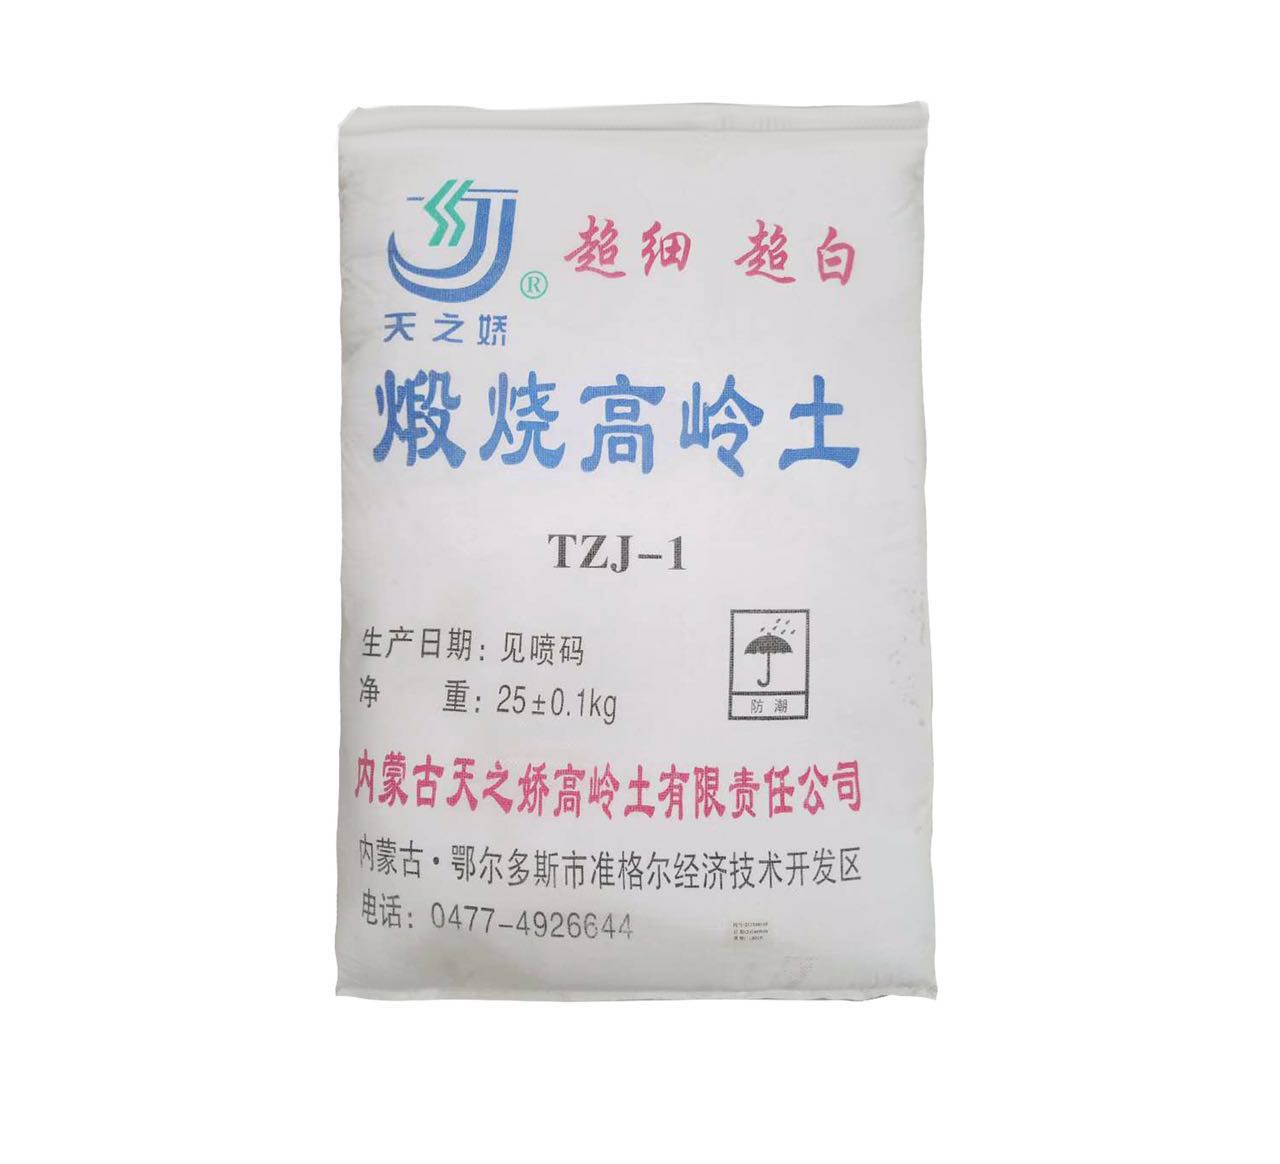 超细 超白
®
天之娇
煅烧高岭土
TZJ-1
生产日期: 见喷码
净 重: 25±0.1kg
防潮
内蒙古天之娇高岭土有限责任公司
内蒙古·鄂尔多斯市准格尔经济技术开发区
电话: 0477-4926644